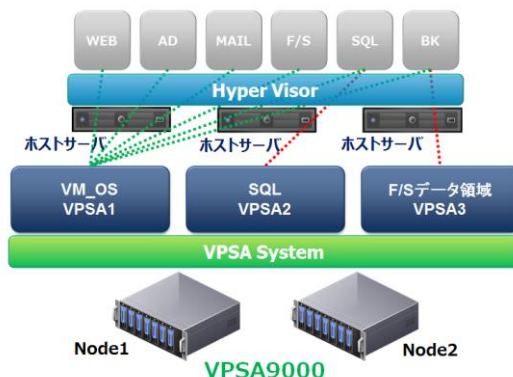 WEB
AD
MAIL
F/S
SQL
BK
Hyper Visor
ホストサーバ
ホストサーバ
ホストサーバ
VM_OS
VPSA1
SQL
VPSA2
F/Sデータ領域
VPSA3
VPSA System
Node1
Node2
VPSA9000